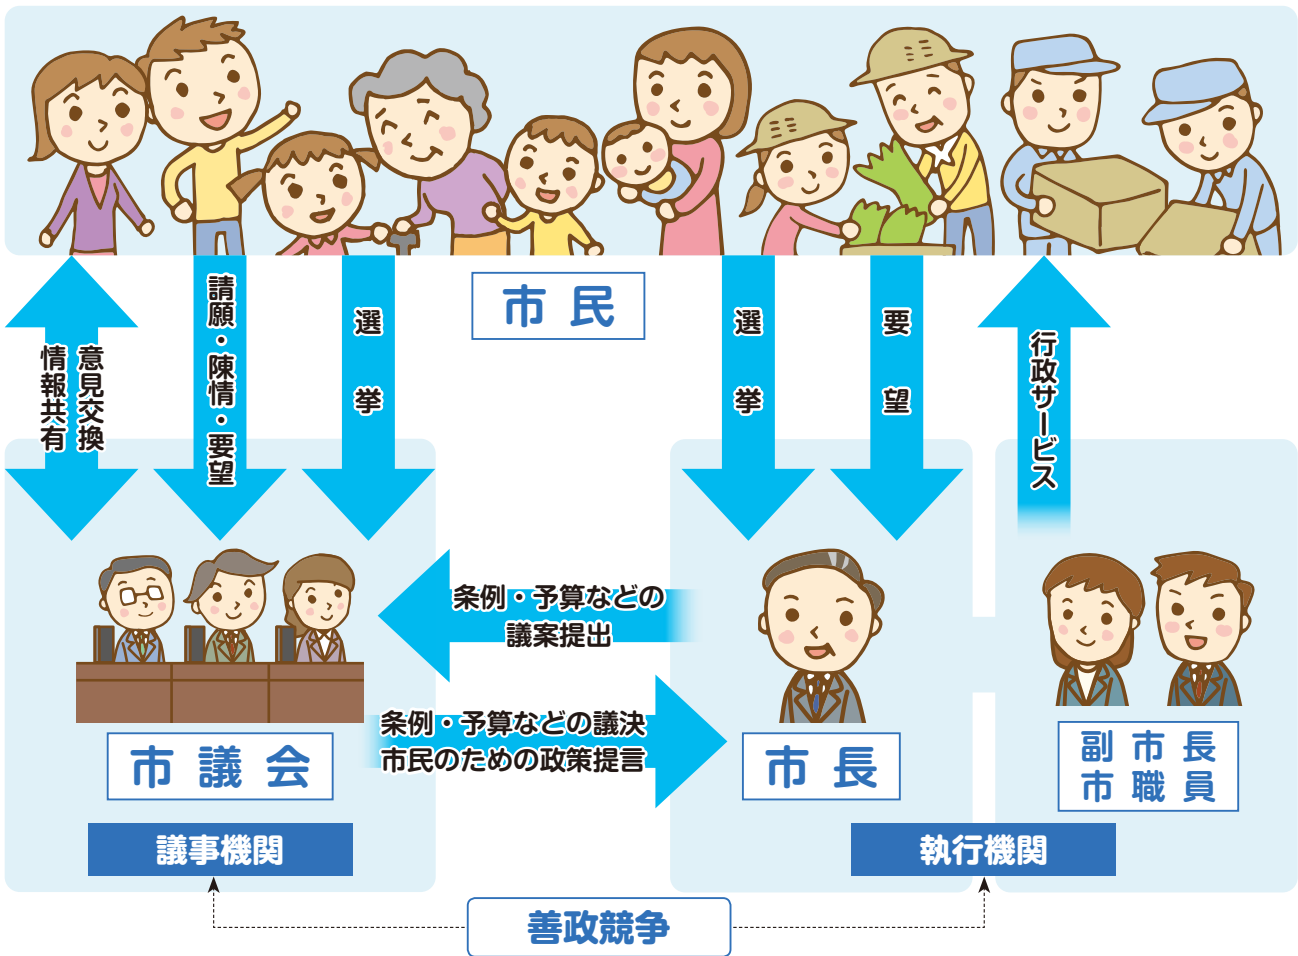 市民
意見交換
情報共有
請願・陳情・要望
選挙
選挙
要望
行政サービス
条例・予算などの
議案提出
条例・予算などの議決
市民のための政策提言
市議会
市長
副市長
市職員
議事機関
執行機関
善政競争